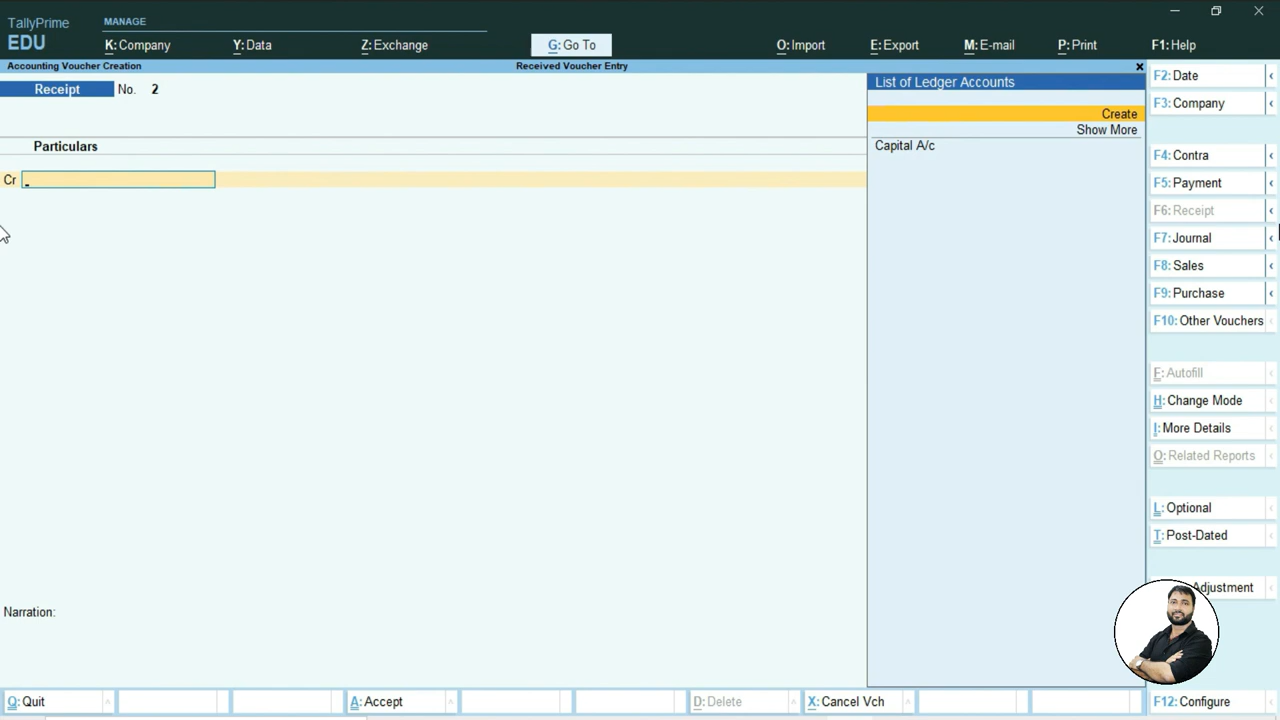 TallyPrime
EDU
MANAGE
K: Company
Y: Data
Z: Exchange
G: Go To
O: Import
E: Export
M: E-mail
P: Print
F1: Help
Accounting Voucher Creation
Received Voucher Entry
Receipt No. 2
Particulars
Cr
Narration:
List of Ledger Accounts
Create
Show More
Capital A/c
F2: Date
F3: Company
F4: Contra
F5: Payment
F6: Receipt
F7: Journal
F8: Sales
F9: Purchase
F10: Other Vouchers
F: Autofill
H: Change Mode
I: More Details
O: Related Reports
L: Optional
T: Post-Dated
Adjustment
Q: Quit
A: Accept
D: Delete
X: Cancel Vch
F12: Configure